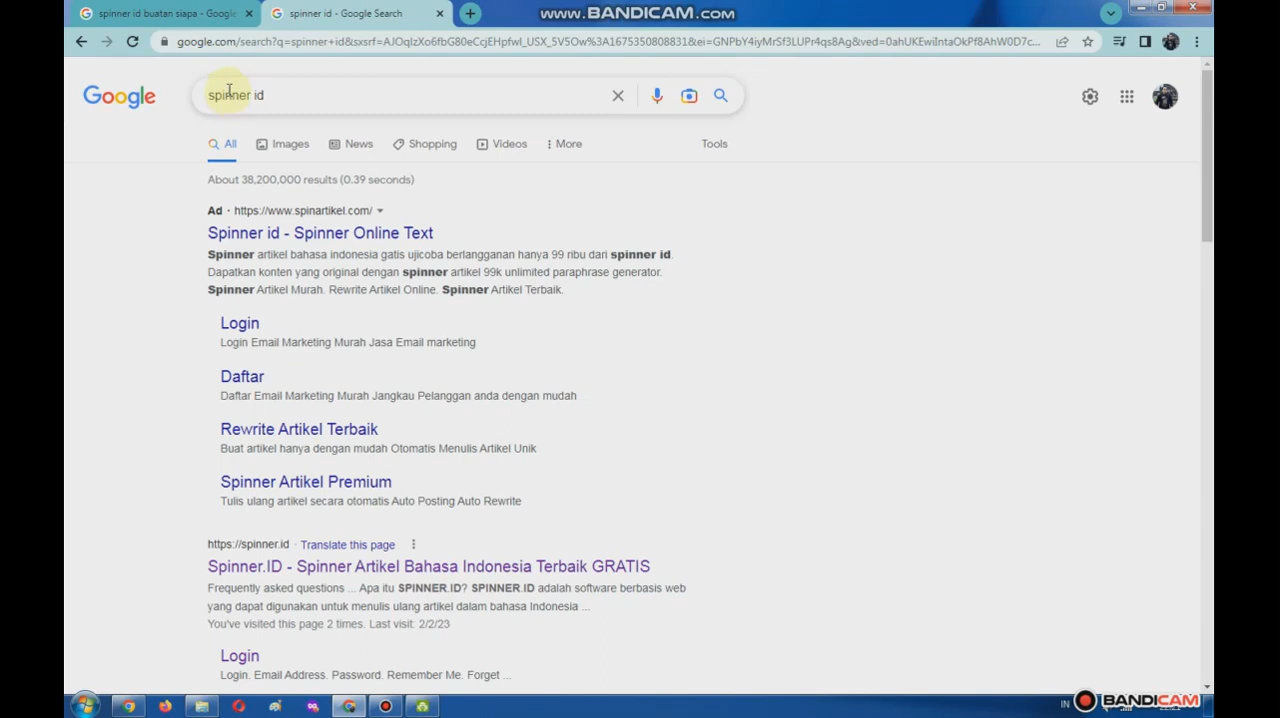 spinner id buatan siapa - Google
spinner id - Google Search
www.BANDICAM.com
google.com/search?q=spinner+id&sxsrf=AJOqlzXo6fbG80eCcjEHpfwl_USX_5V5Ow%3A1675350808831&ei=GNPbY4iyMrSf3LUPr4qs8Ag&ved=0ahUKEwiIntaOkPf8AhW0D7c...
Google
spinner id
All
Images
News
Shopping
Videos
More
Tools
About 38,200,000 results (0.39 seconds)
Ad · https://www.spinartikel.com/
Spinner id - Spinner Online Text
Spinner artikel bahasa indonesia gatis ujicoba berlangganan hanya 99 ribu dari spinner id.
Dapatkan konten yang original dengan spinner artikel 99k unlimited paraphrase generator.
Spinner Artikel Murah. Rewrite Artikel Online. Spinner Artikel Terbaik.
Login
Login Email Marketing Murah Jasa Email marketing
Daftar
Daftar Email Marketing Murah Jangkau Pelanggan anda dengan mudah
Rewrite Artikel Terbaik
Buat artikel hanya dengan mudah Otomatis Menulis Artikel Unik
Spinner Artikel Premium
Tulis ulang artikel secara otomatis Auto Posting Auto Rewrite
https://spinner.id · Translate this page
Spinner.ID - Spinner Artikel Bahasa Indonesia Terbaik GRATIS
Frequently asked questions ... Apa itu SPINNER.ID? SPINNER.ID adalah software berbasis web
yang dapat digunakan untuk menulis ulang artikel dalam bahasa Indonesia ...
You've visited this page 2 times. Last visit: 2/2/23
Login
Login. Email Address. Password. Remember Me. Forget ...
IN
BANDICAM